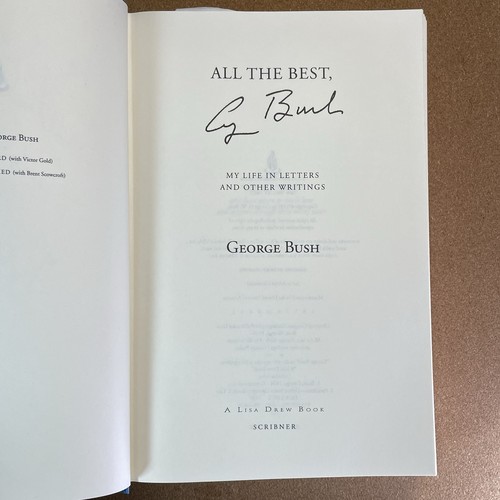 ORGE BUSH
ED (with Victor Gold)
ED (with Brent Scowcroft)
ALL THE BEST,
G Bush
MY LIFE IN LETTERS
AND OTHER WRITINGS
GEORGE BUSH
A LISA DREW BOOK
SCRIBNER